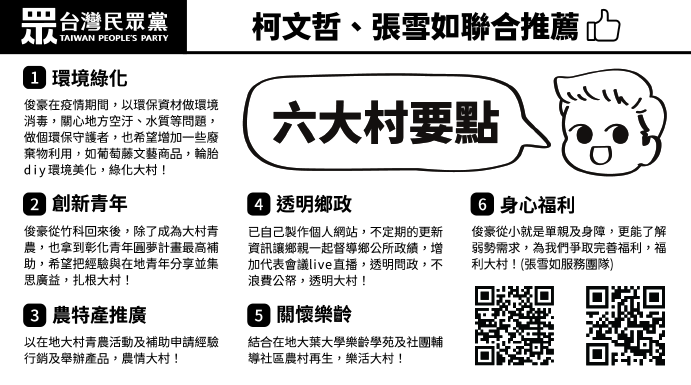 眾 台灣民眾黨
TAIWAN PEOPLE'S PARTY
柯文哲、張雪如聯合推薦
六大村要點
1 環境綠化
俊豪在疫情期間，以環保資材做環境
消毒，關心地方空汙、水質等問題，
做個環保守護者，也希望增加一些廢
棄物利用，如葡萄藤文藝商品，輪胎
diy環境美化，綠化大村！
2 創新青年
俊豪從竹科回來後，除了成為大村青
農，也拿到彰化青年圓夢計畫最高補
助，希望把經驗與在地青年分享並集
思廣益，扎根大村！
3 農特產推廣
以在地大村青農活動及補助申請經驗
行銷及舉辦產品，農情大村！
4 透明鄉政
已自己製作個人網站，不定期的更新
資訊讓鄉親一起督導鄉公所政績，增
加代表會議live直播，透明問政，不
浪費公帑，透明大村！
5 關懷樂齡
結合在地大葉大學樂齡學苑及社團輔
導社區農村再生，樂活大村！
6 身心福利
俊豪從小就是單親及身障，更能了解
弱勢需求，為我們爭取完善福利，福
利大村！(張雪如服務團隊)